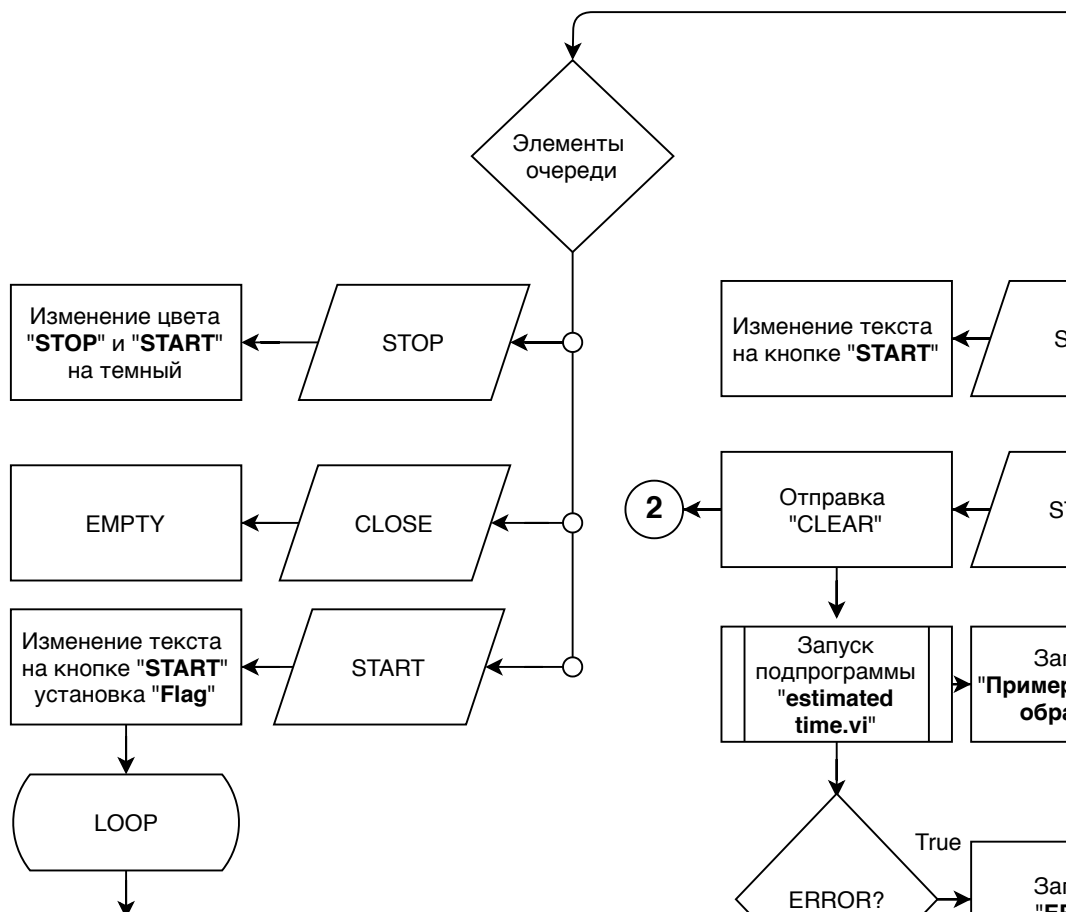 Элементы
очереди
Изменение цвета
"STOP" и "START"
на темный
STOP
EMPTY
CLOSE
Изменение текста
на кнопке "START"
установка "Flag"
START
LOOP
Изменение текста
на кнопке "START"
2
Отправка
"CLEAR"
Запуск
подпрограммы
"estimated
time.vi"
ERROR?
True